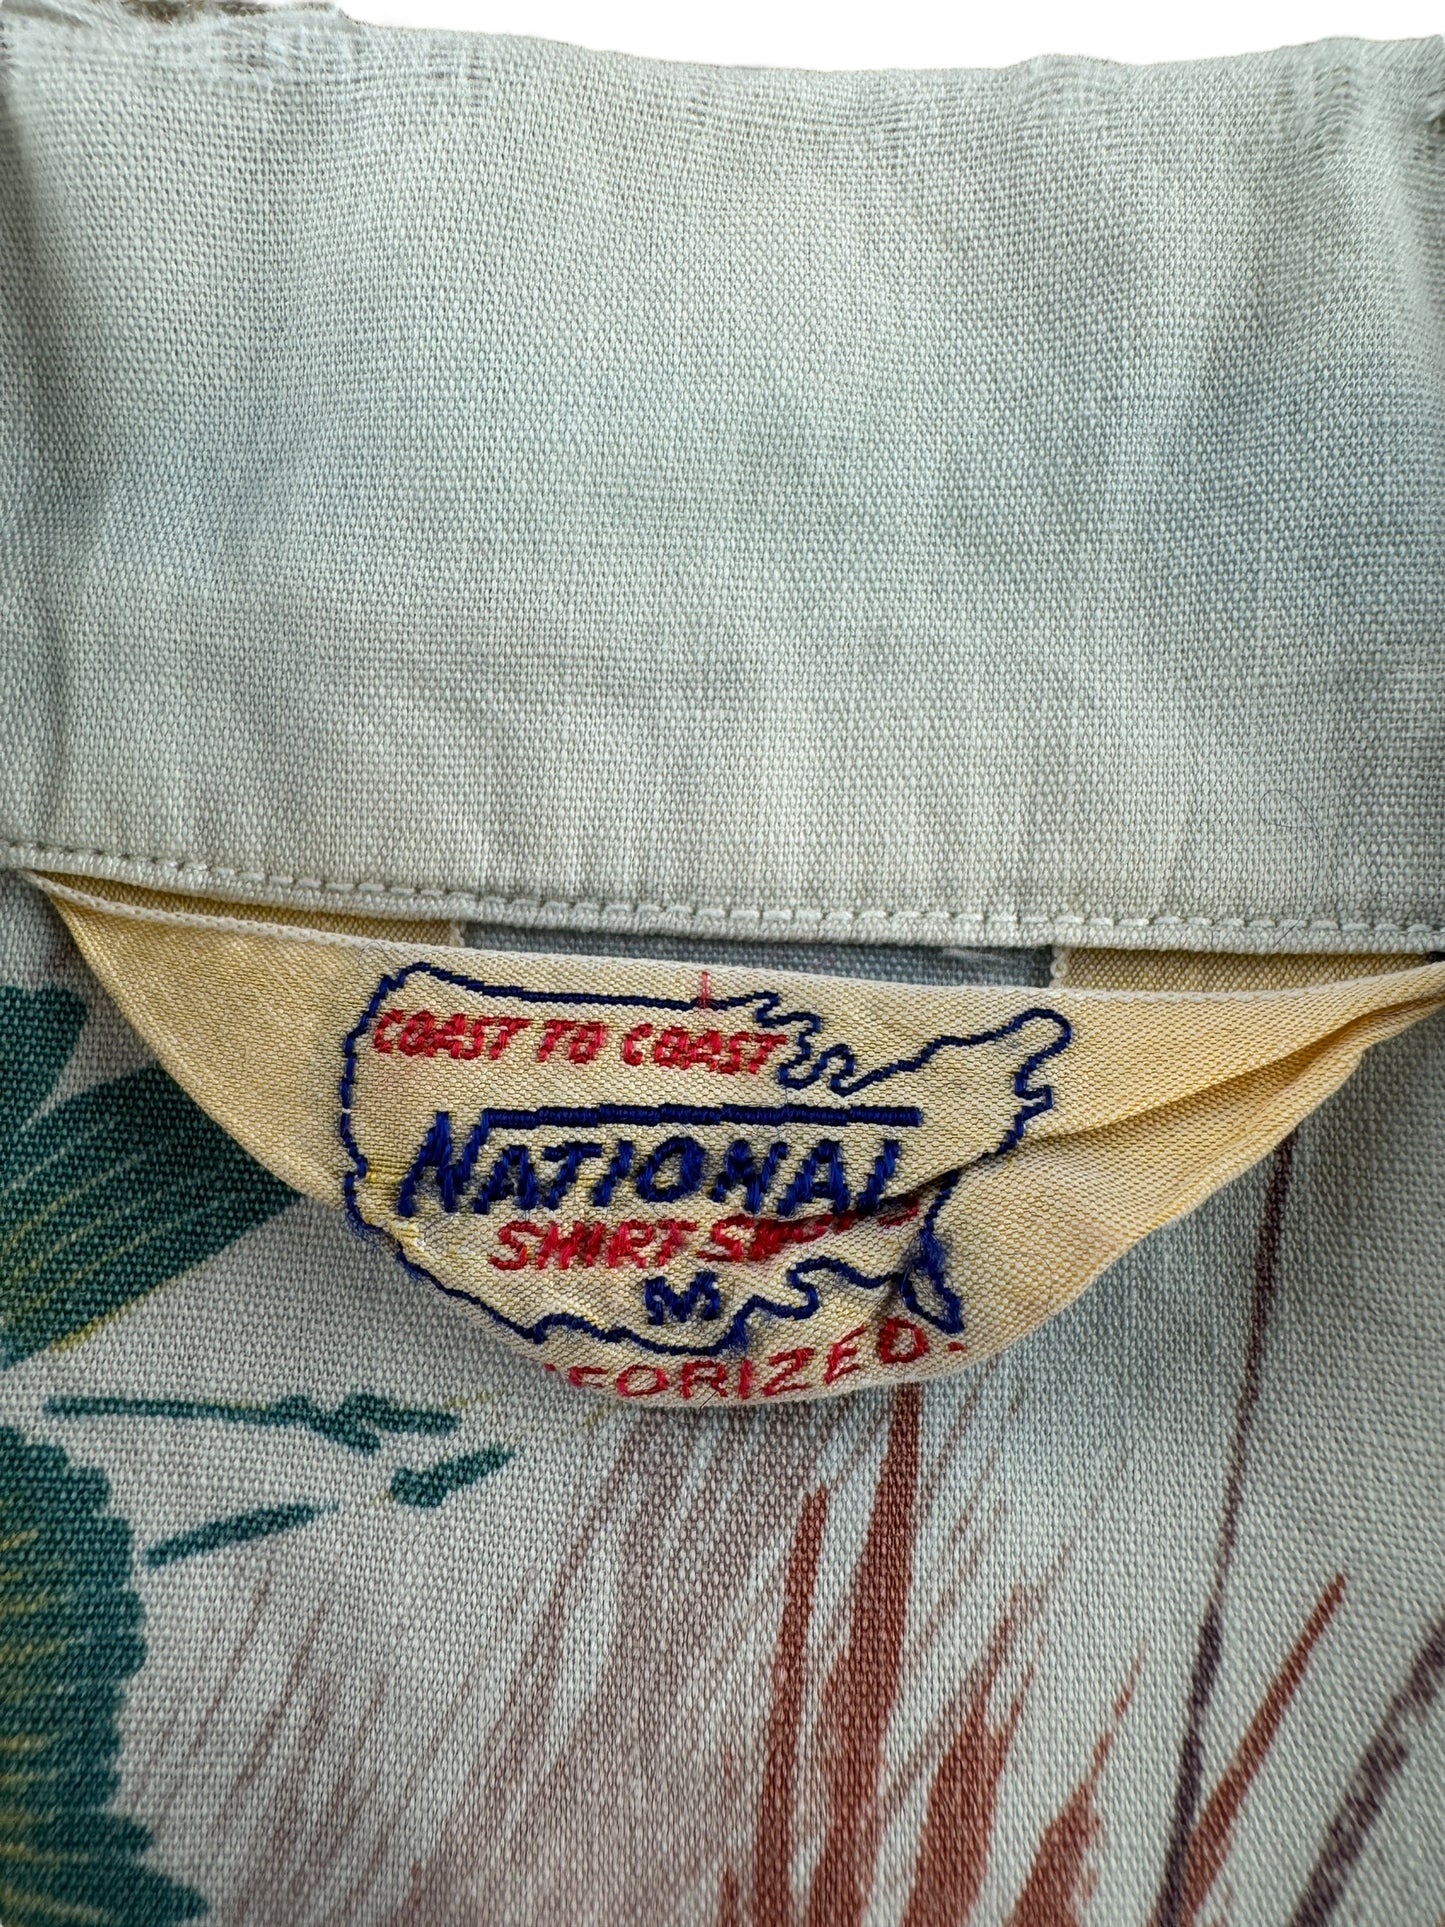 COAST TO COAST
NATIONAL
SHIRT SHOPS
M
FORIZED.